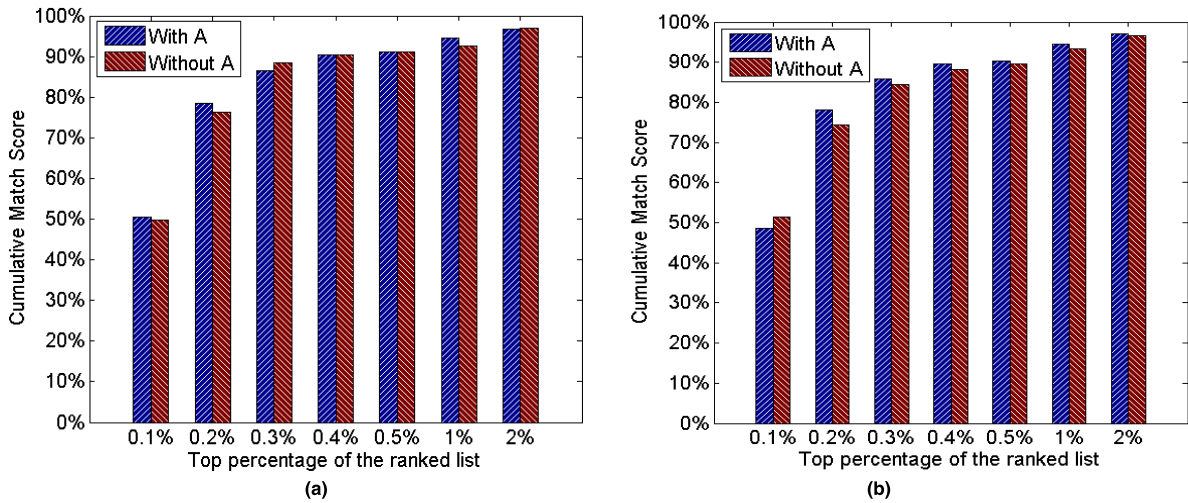 100%
90%
80%
70%
60%
50%
40%
30%
20%
10%
0%
Cumulative Match Score
With A
Without A
0.1% 0.2% 0.3% 0.4% 0.5% 1% 2%
Top percentage of the ranked list
(a)
100%
90%
80%
70%
60%
50%
40%
30%
20%
10%
0%
Cumulative Match Score
With A
Without A
0.1% 0.2% 0.3% 0.4% 0.5% 1% 2%
Top percentage of the ranked list
(b)